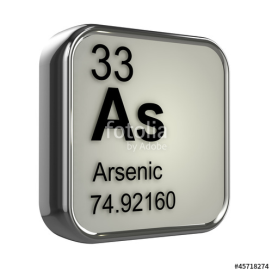 33
As
fotolia
by Adobe
Arsenic
74.92160
#45718274